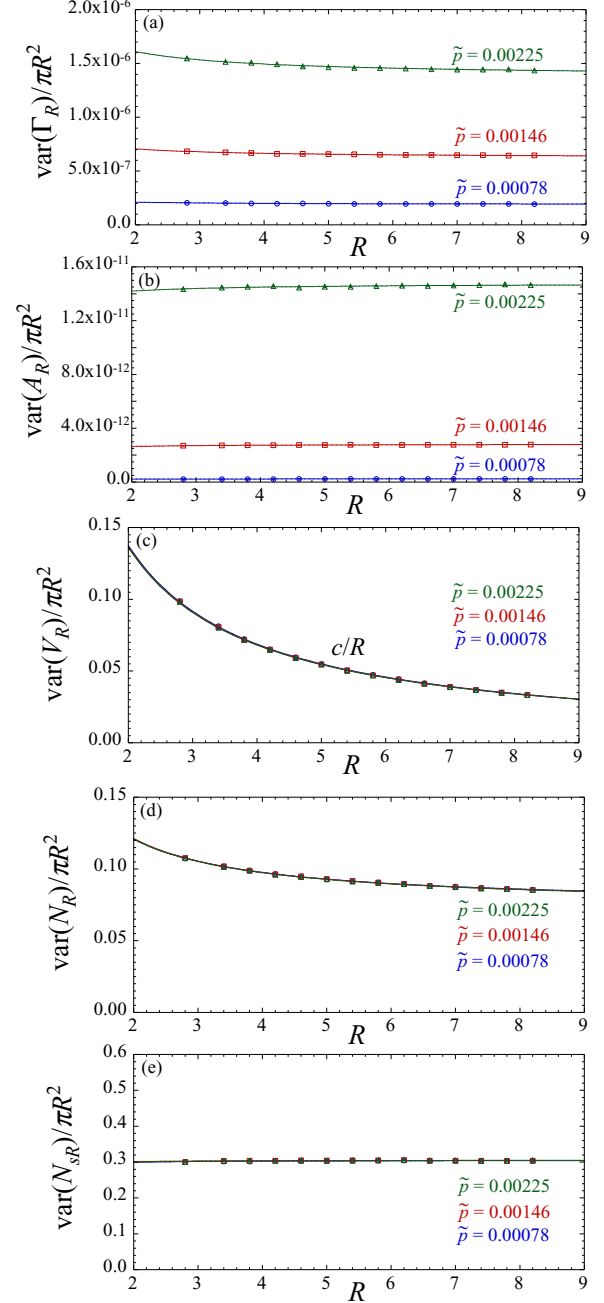 (a)
2.0x10⁻⁶
1.5x10⁻⁶
1.0x10⁻⁶
5.0x10⁻⁷
0.0
var(Γ_R)/πR²
p̃ = 0.00225
p̃ = 0.00146
p̃ = 0.00078
2 3 4 5 6 7 8 9
R
(b)
1.6x10⁻¹¹
1.2x10⁻¹¹
8.0x10⁻¹²
4.0x10⁻¹²
0.0
var(A_R)/πR²
p̃ = 0.00225
p̃ = 0.00146
p̃ = 0.00078
2 3 4 5 6 7 8 9
R
(c)
0.15
0.10
0.05
0.00
var(V_R)/πR²
p̃ = 0.00225
p̃ = 0.00146
p̃ = 0.00078
c/R
2 3 4 5 6 7 8 9
R
(d)
0.15
0.10
0.05
0.00
var(N_R)/πR²
p̃ = 0.00225
p̃ = 0.00146
p̃ = 0.00078
2 3 4 5 6 7 8 9
R
(e)
0.6
0.5
0.4
0.3
0.2
0.1
0.0
var(N_sR)/πR²
p̃ = 0.00225
p̃ = 0.00146
p̃ = 0.00078
2 3 4 5 6 7 8 9
R